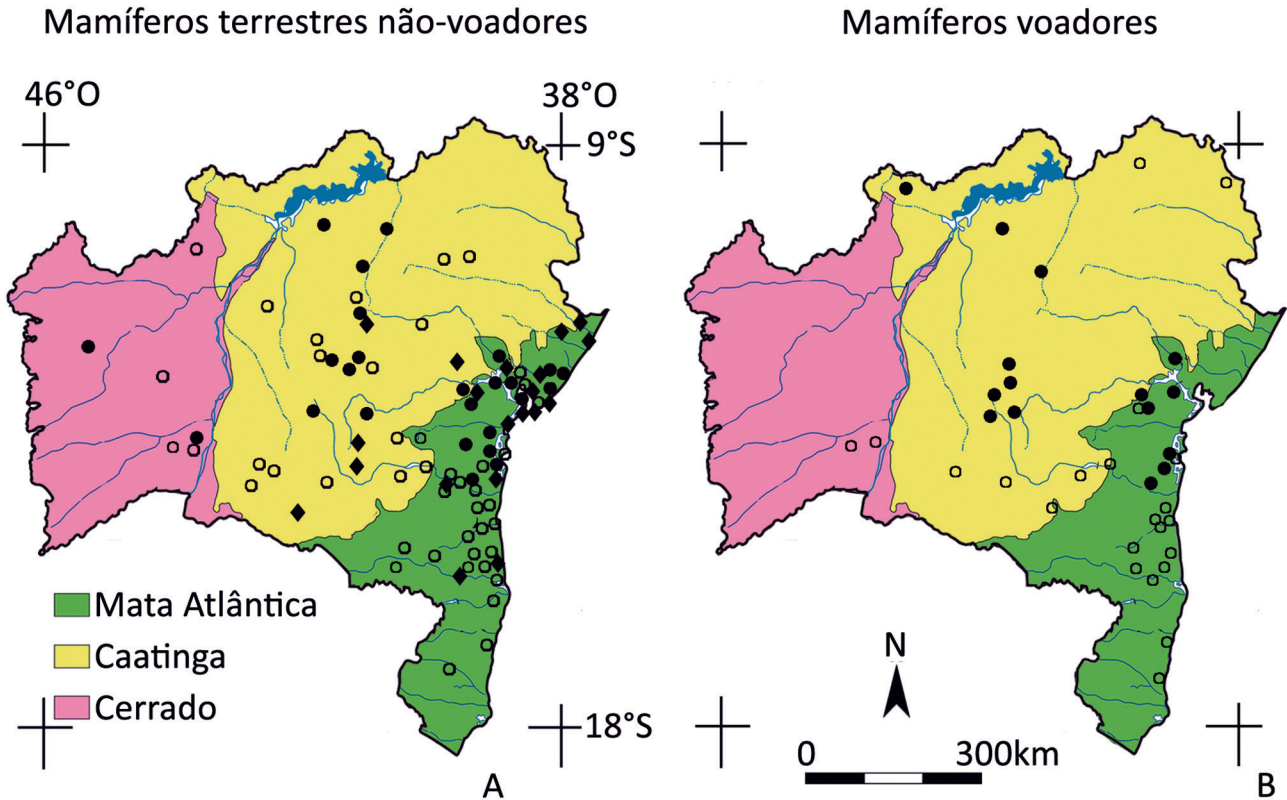 Mamíferos terrestres não-voadores
Mamíferos voadores
46°O
38°O
9°S
Mata Atlântica
Caatinga
Cerrado
18°S
N
0
300km
A
B